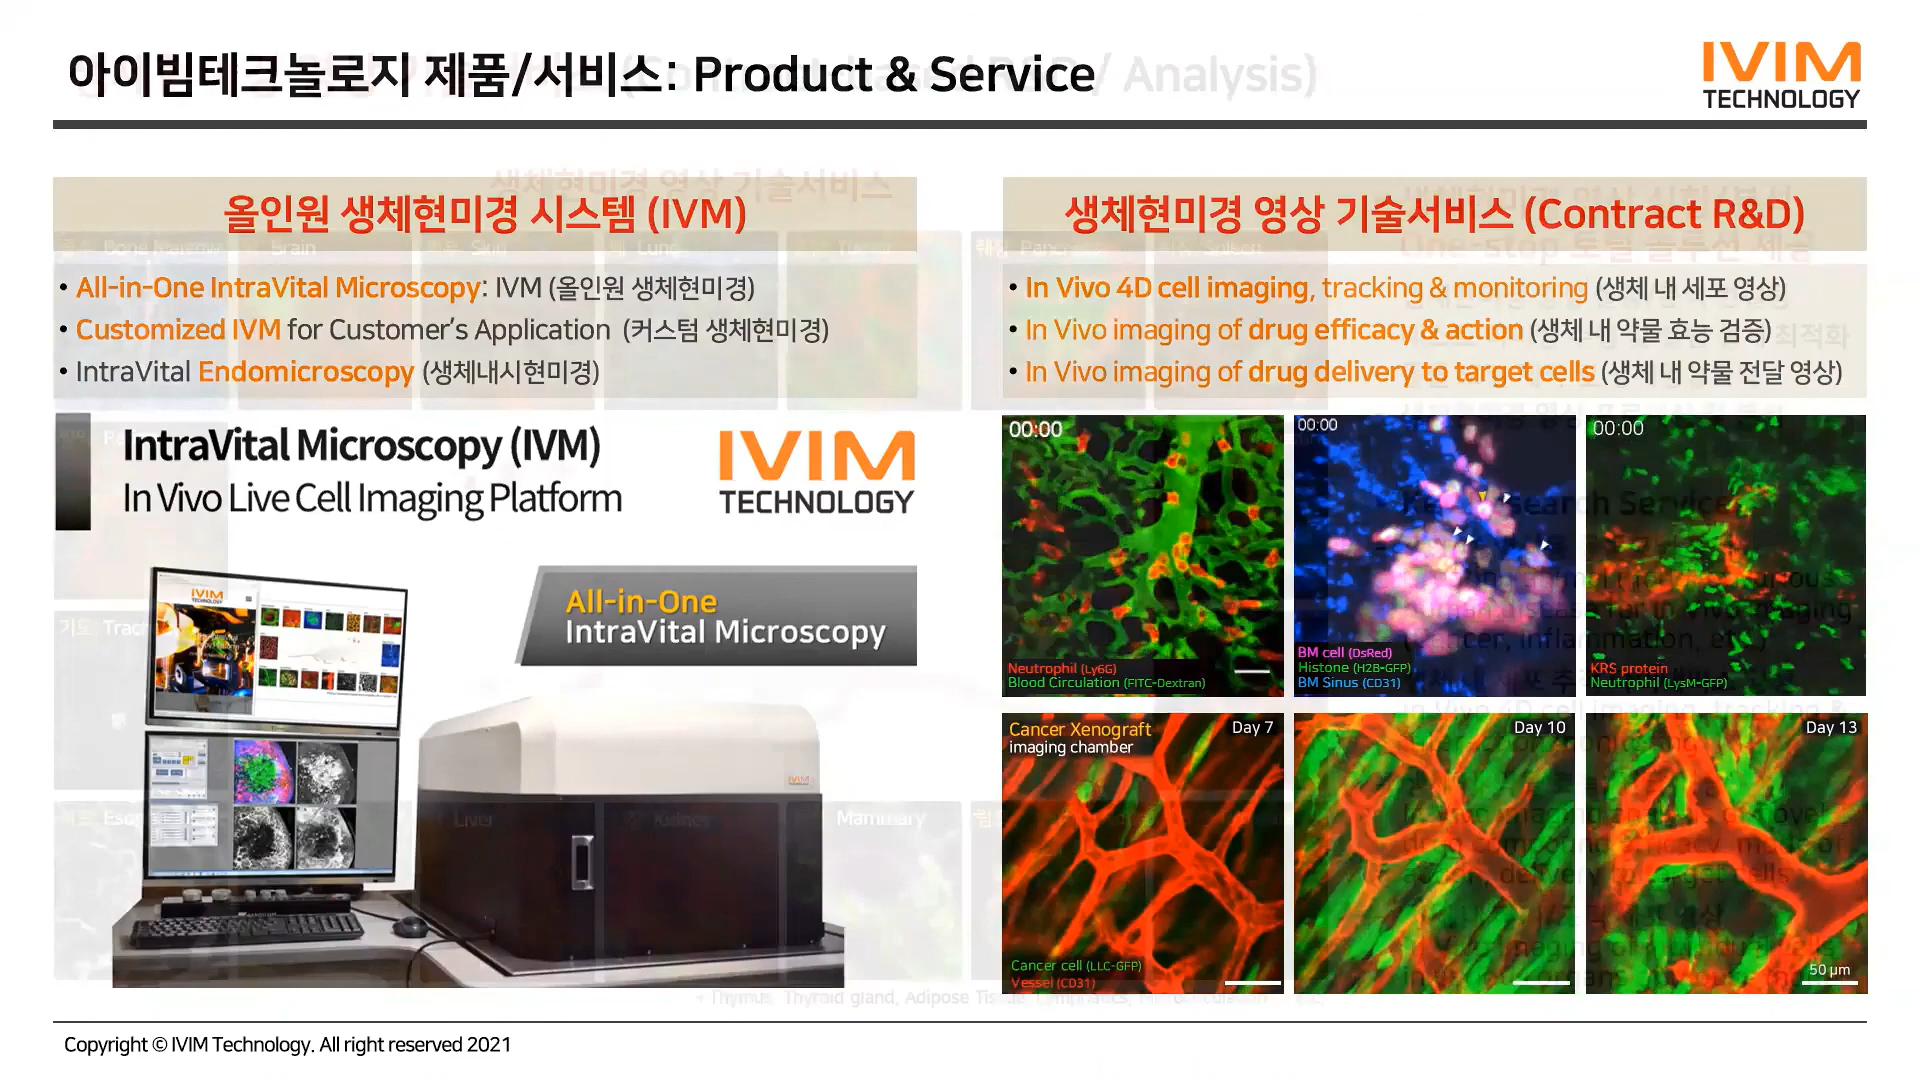 아이빔테크놀로지 제품/서비스: Product & Service
IVIM
TECHNOLOGY
올인원 생체현미경 시스템 (IVM)
• All-in-One IntraVital Microscopy: IVM (올인원 생체현미경)
• Customized IVM for Customer's Application (커스텀 생체현미경)
• IntraVital Endomicroscopy (생체내시현미경)
IntraVital Microscopy (IVM)
In Vivo Live Cell Imaging Platform
IVIM
TECHNOLOGY
All-in-One
IntraVital Microscopy
생체현미경 영상 기술서비스 (Contract R&D)
• In Vivo 4D cell imaging, tracking & monitoring (생체 내 세포 영상)
• In Vivo imaging of drug efficacy & action (생체 내 약물 효능 검증)
• In Vivo imaging of drug delivery to target cells (생체 내 약물 전달 영상)
00:00
Neutrophil (Ly6G)
Blood Circulation (FITC-Dextran)
00:00
BM cell (DsRed)
Histone (H2B-GFP)
BM Sinus (CD31)
00:00
KRS protein
Neutrophil (LysM-GFP)
Cancer Xenograft
imaging chamber
Day 7
Cancer cell (LLC-GFP)
Vessel (CD31)
Day 10
Day 13
50 μm
Copyright © IVIM Technology. All right reserved 2021